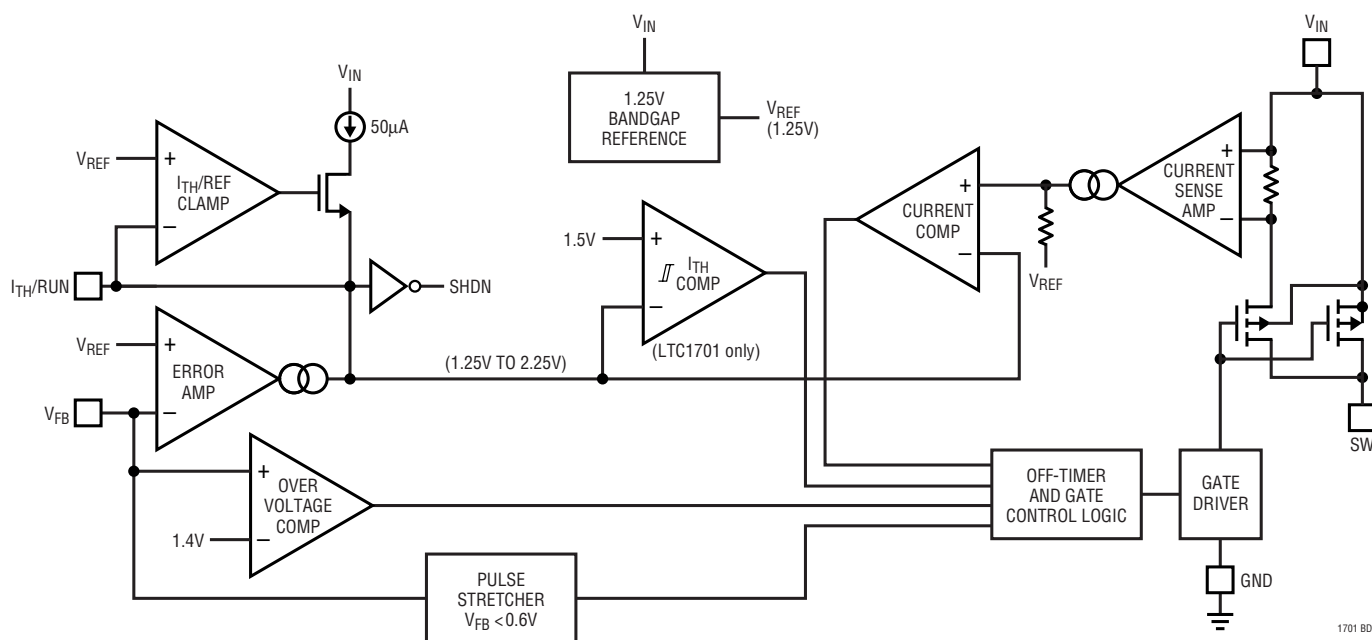 V_IN
V_IN
V_IN
50µA
1.25V
BANDGAP
REFERENCE
V_REF
(1.25V)
V_REF
+
I_TH/REF
CLAMP
−
+
CURRENT
SENSE
AMP
−
+
CURRENT
COMP
−
V_REF
1.5V
+
I_TH
COMP
−
(LTC1701 only)
I_TH/RUN
SHDN
V_REF
+
ERROR
AMP
−
(1.25V TO 2.25V)
V_FB
SW
+
OVER
VOLTAGE
COMP
−
1.4V
OFF-TIMER
AND GATE
CONTROL LOGIC
GATE
DRIVER
PULSE
STRETCHER
V_FB < 0.6V
GND
1701 BD